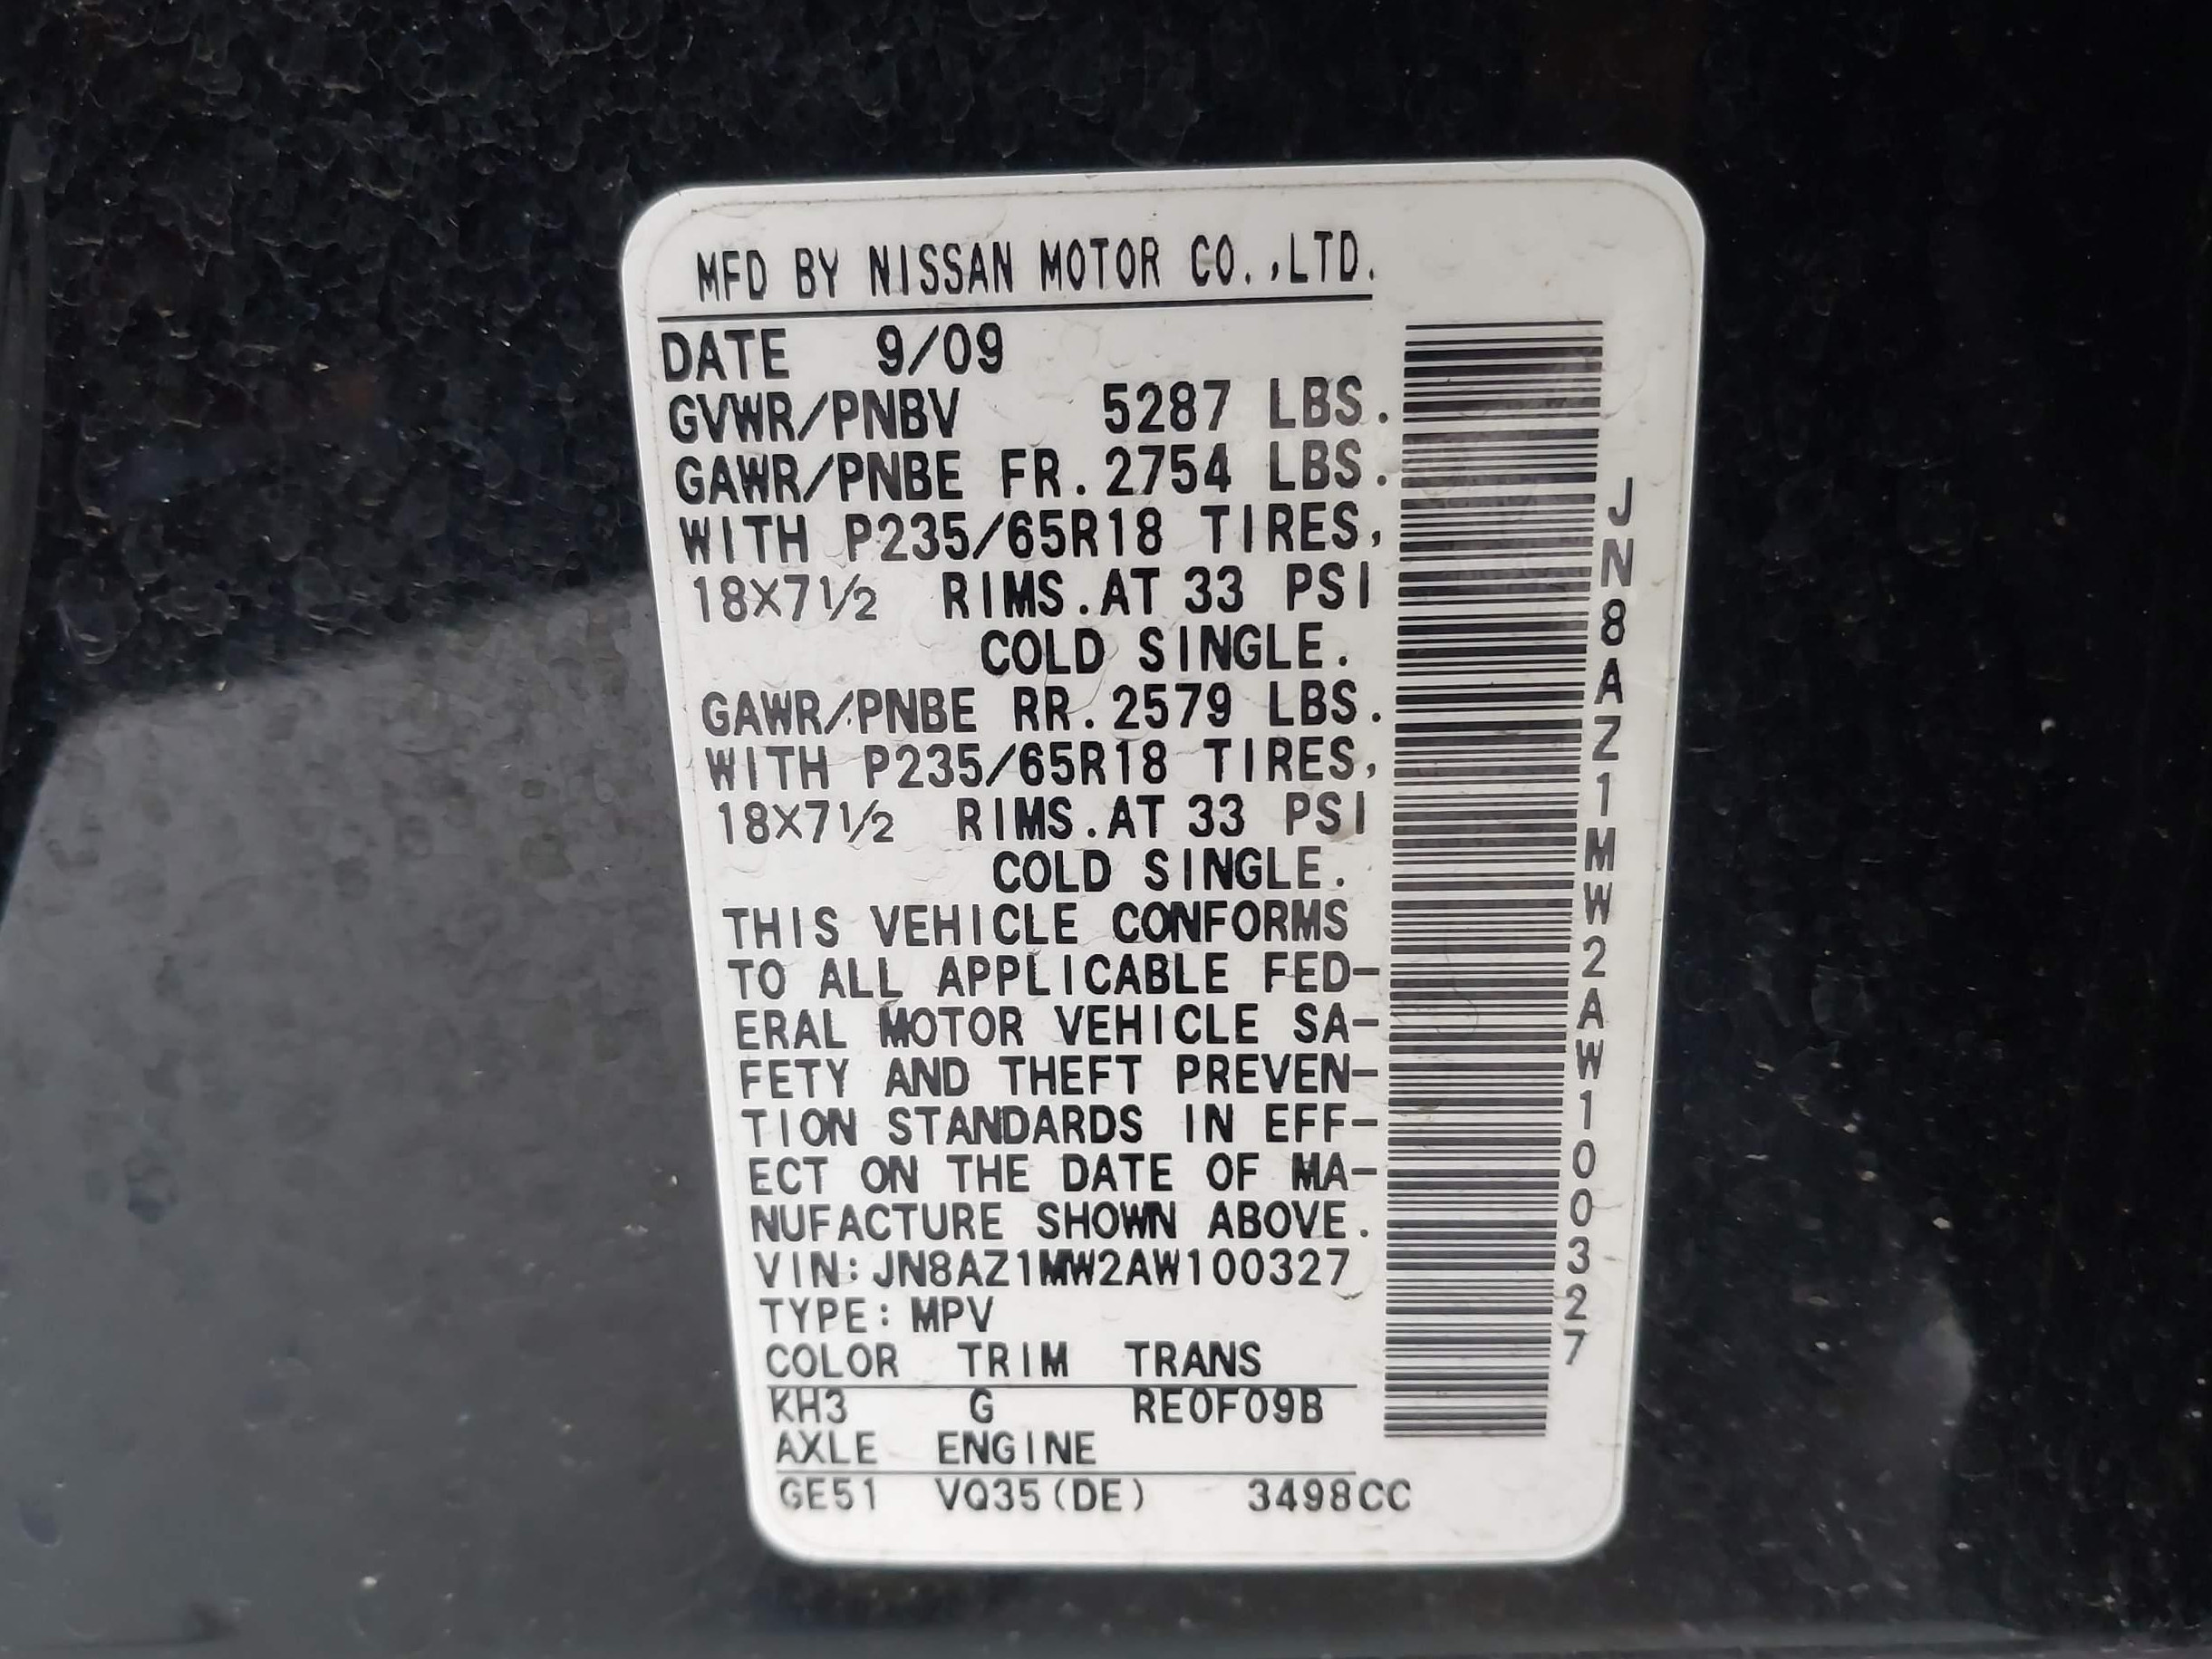 MFD BY NISSAN MOTOR CO.,LTD.
DATE 9/09
GVWR/PNBV 5287 LBS.
GAWR/PNBE FR.2754 LBS.
WITH P235/65R18 TIRES,
18X7½ RIMS.AT 33 PSI
COLD SINGLE.
GAWR/PNBE RR.2579 LBS.
WITH P235/65R18 TIRES,
18X7½ RIMS.AT 33 PSI
COLD SINGLE.
THIS VEHICLE CONFORMS
TO ALL APPLICABLE FED-
ERAL MOTOR VEHICLE SA-
FETY AND THEFT PREVEN-
TION STANDARDS IN EFF-
ECT ON THE DATE OF MA-
NUFACTURE SHOWN ABOVE.
VIN:JN8AZ1MW2AW100327
TYPE:MPV
COLOR TRIM TRANS
KH3 G RE0F09B
AXLE ENGINE
GE51 VQ35(DE) 3498CC
JN8AZ1MW2AW100327